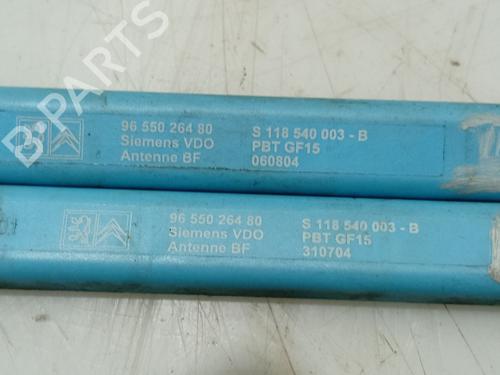 B-PARTS
96 550 264 80 S 118 540 003 - B
Siemens VDO PBT GF15
Antenne BF 060804
96 550 264 80 S 118 540 003 - B
Siemens VDO PBT GF15
Antenne BF 310704